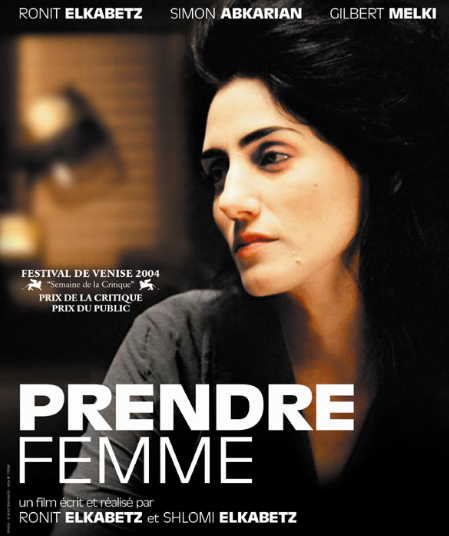 RONIT ELKABETZ SIMON ABKARIAN GILBERT MELKI
FESTIVAL DE VENISE 2004
"Semaine de la Critique"
PRIX DE LA CRITIQUE
PRIX DU PUBLIC
PRENDRE
FEMME
un film écrit et réalisé par
RONIT ELKABETZ et SHLOMI ELKABETZ